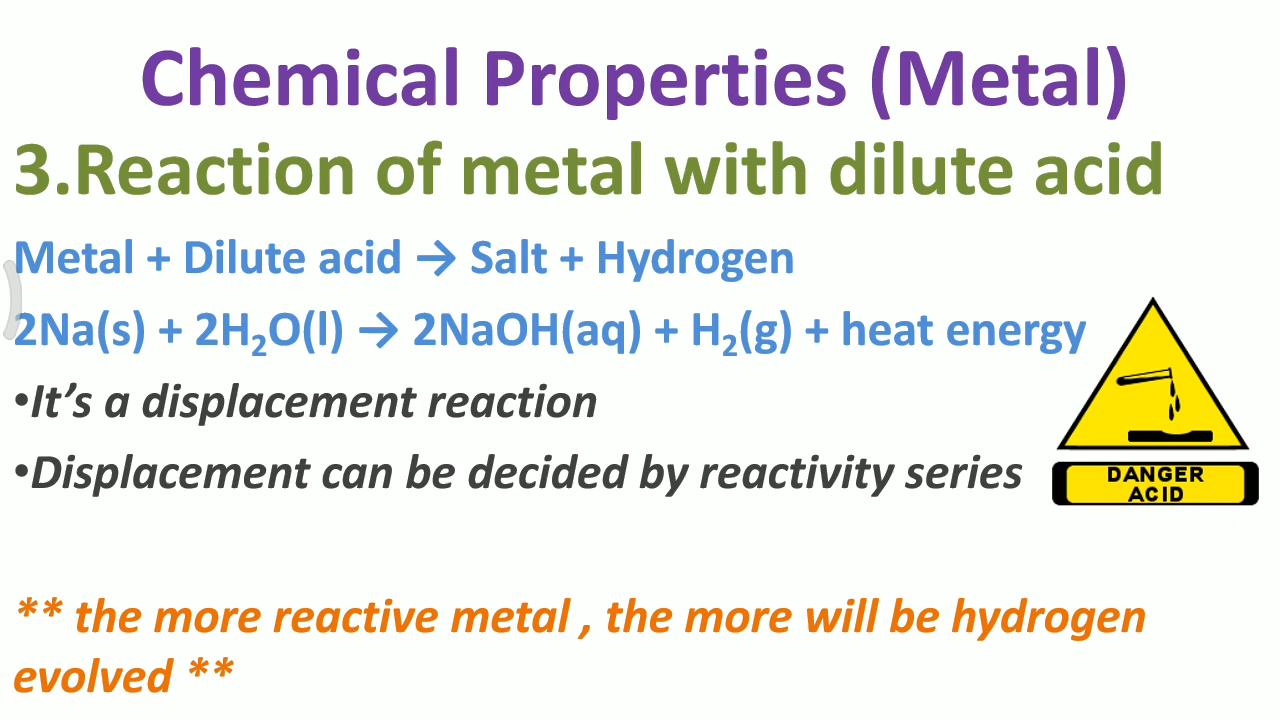 Chemical Properties (Metal)
3.Reaction of metal with dilute acid
Metal + Dilute acid → Salt + Hydrogen
2Na(s) + 2H₂O(l) → 2NaOH(aq) + H₂(g) + heat energy
•It’s a displacement reaction
•Displacement can be decided by reactivity series
DANGER
ACID
** the more reactive metal , the more will be hydrogen
evolved **